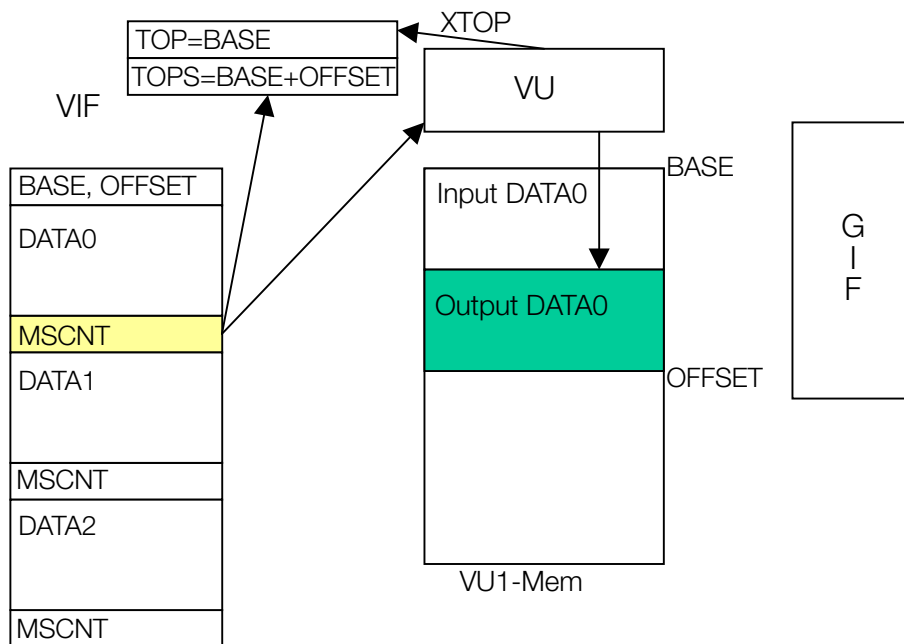 XTOP
TOP=BASE
TOPS=BASE+OFFSET
VIF
VU
BASE, OFFSET
DATA0
MSCNT
DATA1
MSCNT
DATA2
MSCNT
BASE
Input DATA0
Output DATA0
OFFSET
VU1-Mem
G
I
F